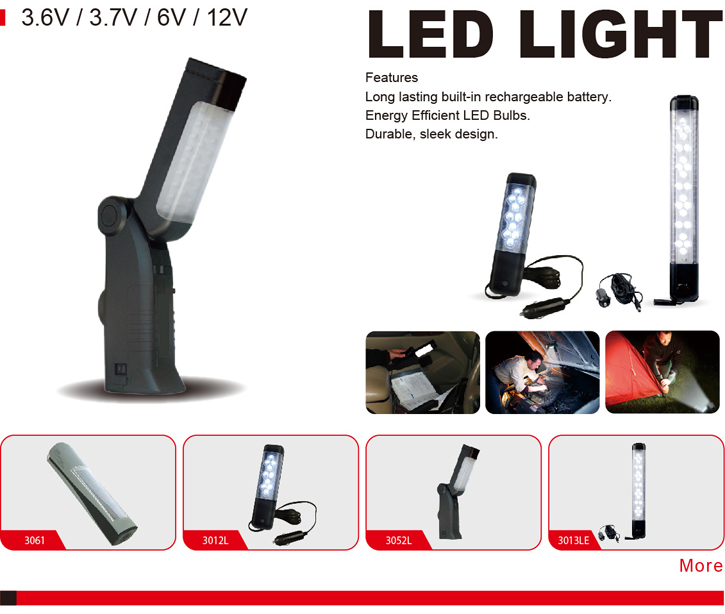 3.6V / 3.7V / 6V / 12V
LED LIGHT
Features
Long lasting built-in rechargeable battery.
Energy Efficient LED Bulbs.
Durable, sleek design.
3061
3012L
3052L
3013LE
More